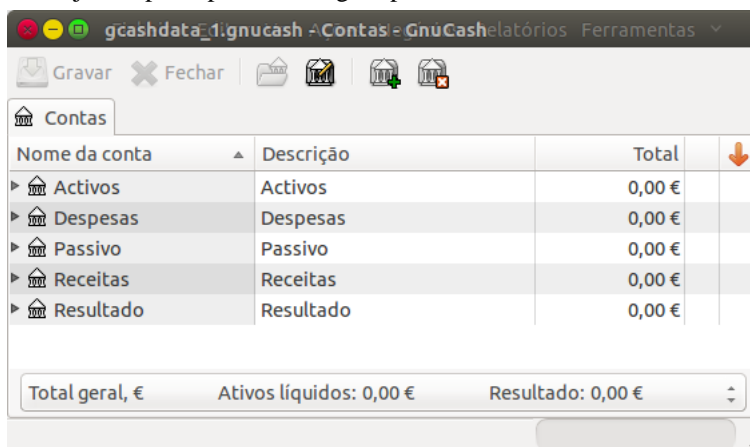 gcashdata_1.gnucash - Contas - GnuCash
elatórios Ferramentas
Gravar Fechar
Contas
Nome da conta Descrição Total
Activos Activos 0,00 €
Despesas Despesas 0,00 €
Passivo Passivo 0,00 €
Receitas Receitas 0,00 €
Resultado Resultado 0,00 €
Total geral, € Ativos líquidos: 0,00 € Resultado: 0,00 €